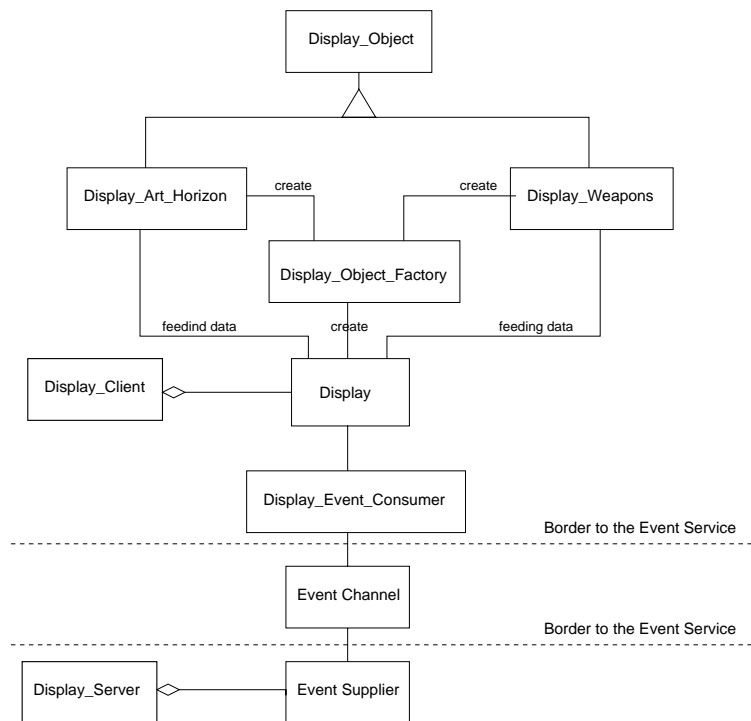 Display_Object
Display_Art_Horizon
create
create
Display_Weapons
Display_Object_Factory
feedind data
create
feeding data
Display_Client
Display
Display_Event_Consumer
Border to the Event Service
Event Channel
Border to the Event Service
Display_Server
Event Supplier